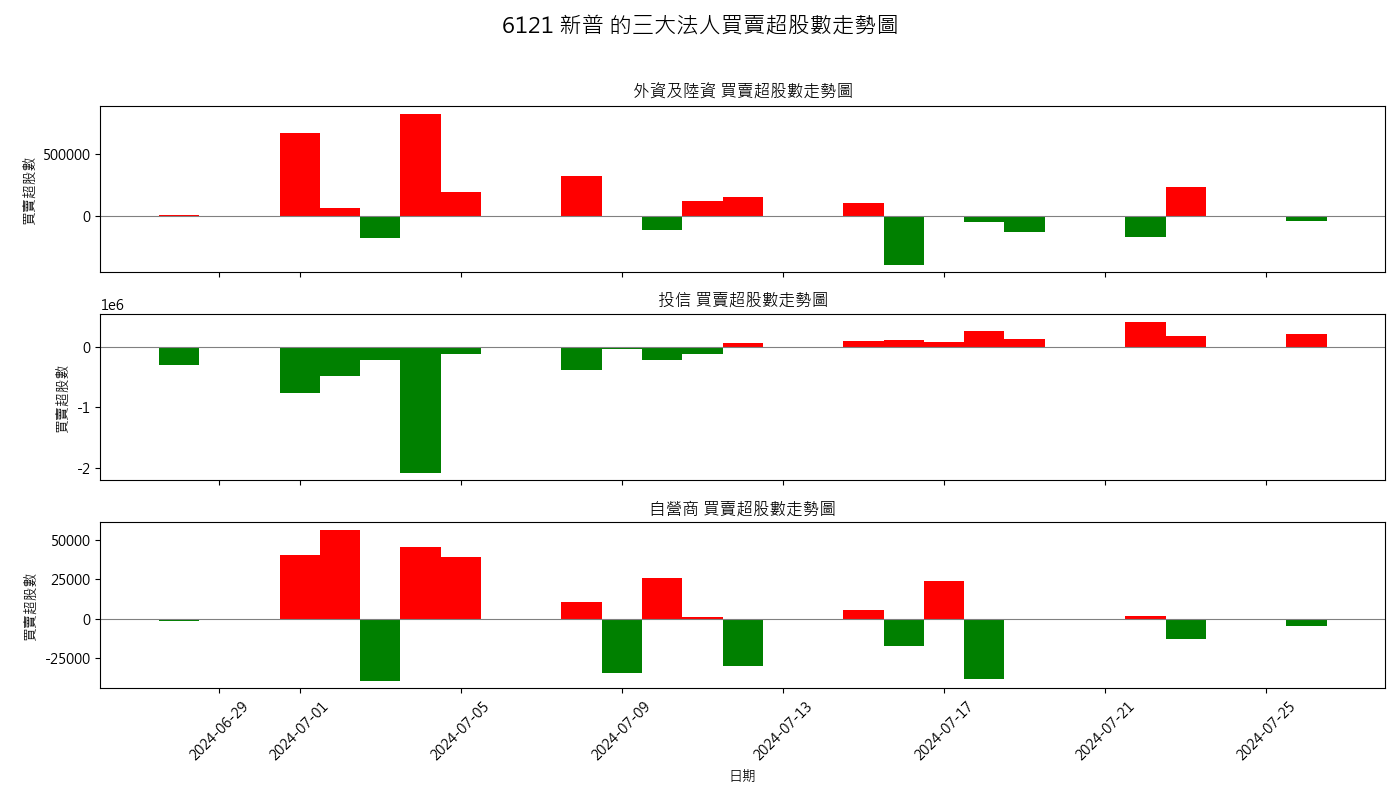 6121 新普 的三大法人買賣超股數走勢圖
外資及陸資 買賣超股數走勢圖
買賣超股數
500000
0
投信 買賣超股數走勢圖
1e6
買賣超股數
0
-1
-2
自營商 買賣超股數走勢圖
買賣超股數
50000
25000
0
-25000
2024-06-29
2024-07-01
2024-07-05
2024-07-09
2024-07-13
2024-07-17
2024-07-21
2024-07-25
日期